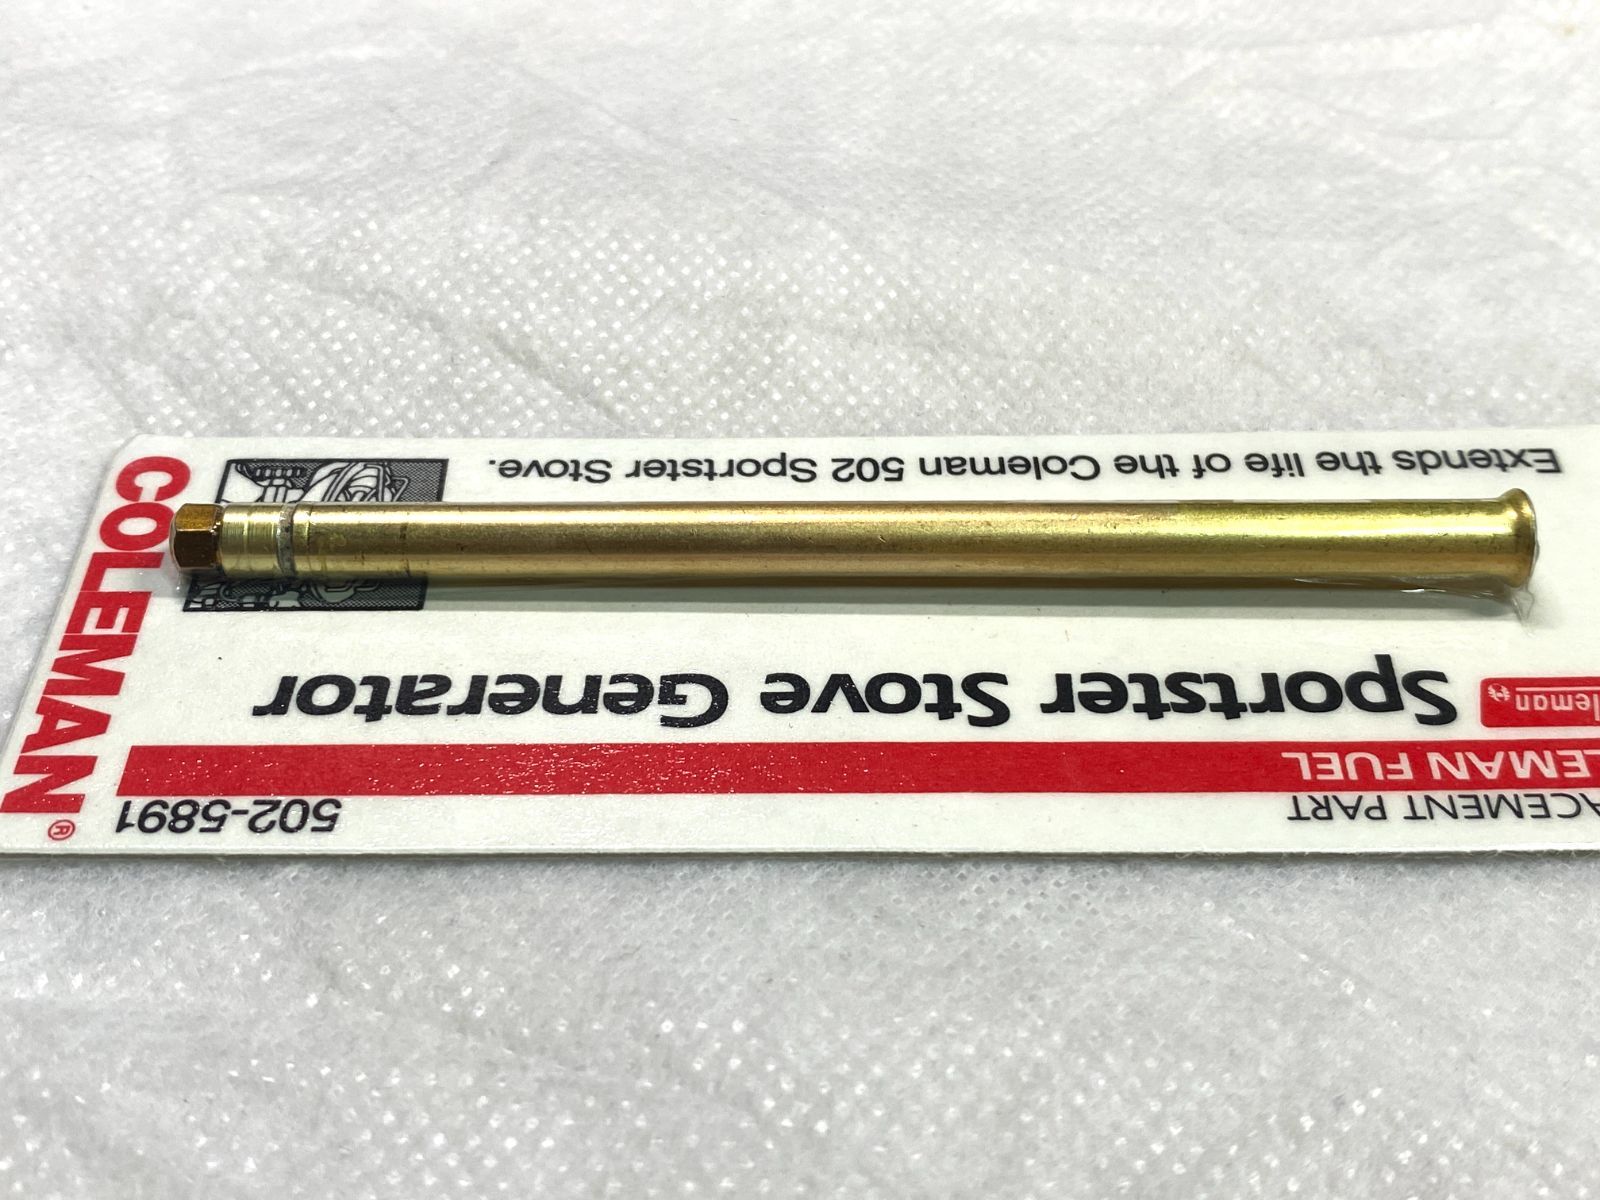 ACEMENT PART
502-5891
LEMAN FUEL
leman
Sportster Stove Generator
Extends the life of the Coleman 502 Sportster Stove.
COLEMAN®